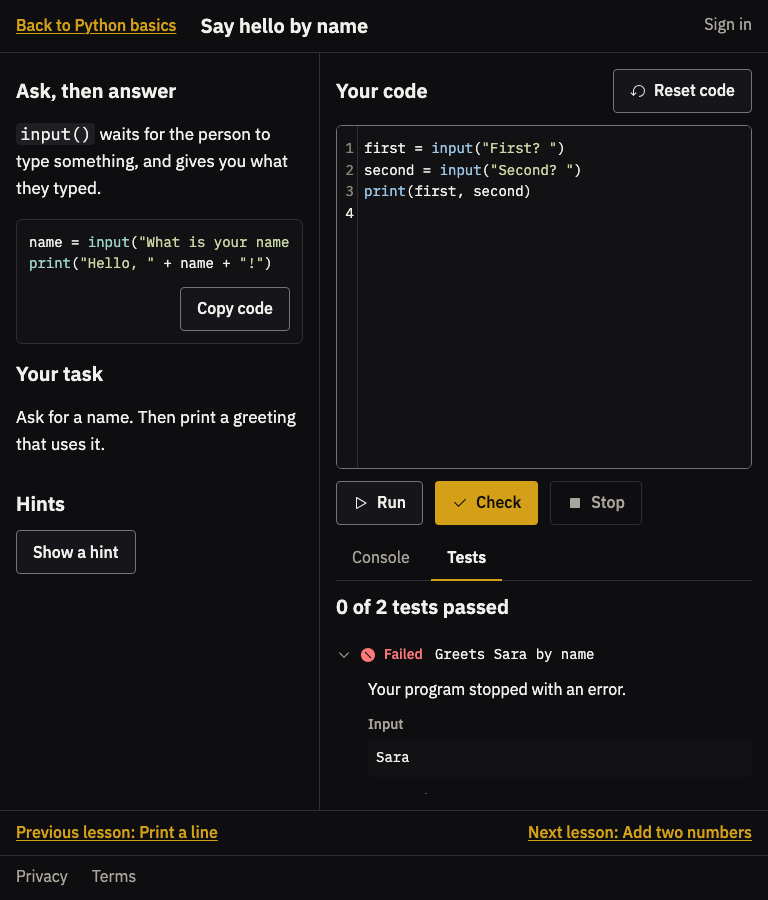 Back to Python basics
Say hello by name
Sign in
Ask, then answer
input() waits for the person to
type something, and gives you what
they typed.
name = input("What is your name
print("Hello, " + name + "!")
Copy code
Your task
Ask for a name. Then print a greeting
that uses it.
Hints
Show a hint
Your code
Reset code
1 first = input("First? ")
2 second = input("Second? ")
3 print(first, second)
4
Run
Check
Stop
Console
Tests
0 of 2 tests passed
Failed Greets Sara by name
Your program stopped with an error.
Input
Sara
Previous lesson: Print a line
Next lesson: Add two numbers
Privacy
Terms